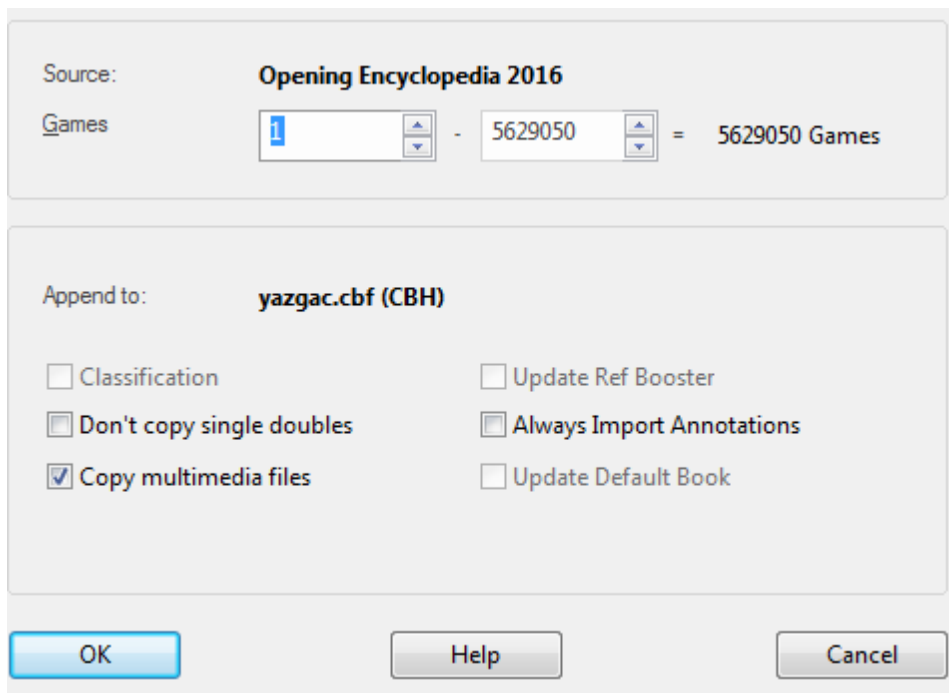 Source: Opening Encyclopedia 2016
Games 1 - 5629050 = 5629050 Games
Append to: yazgac.cbf (CBH)
Classification Update Ref Booster
Don't copy single doubles Always Import Annotations
Copy multimedia files Update Default Book
OK Help Cancel